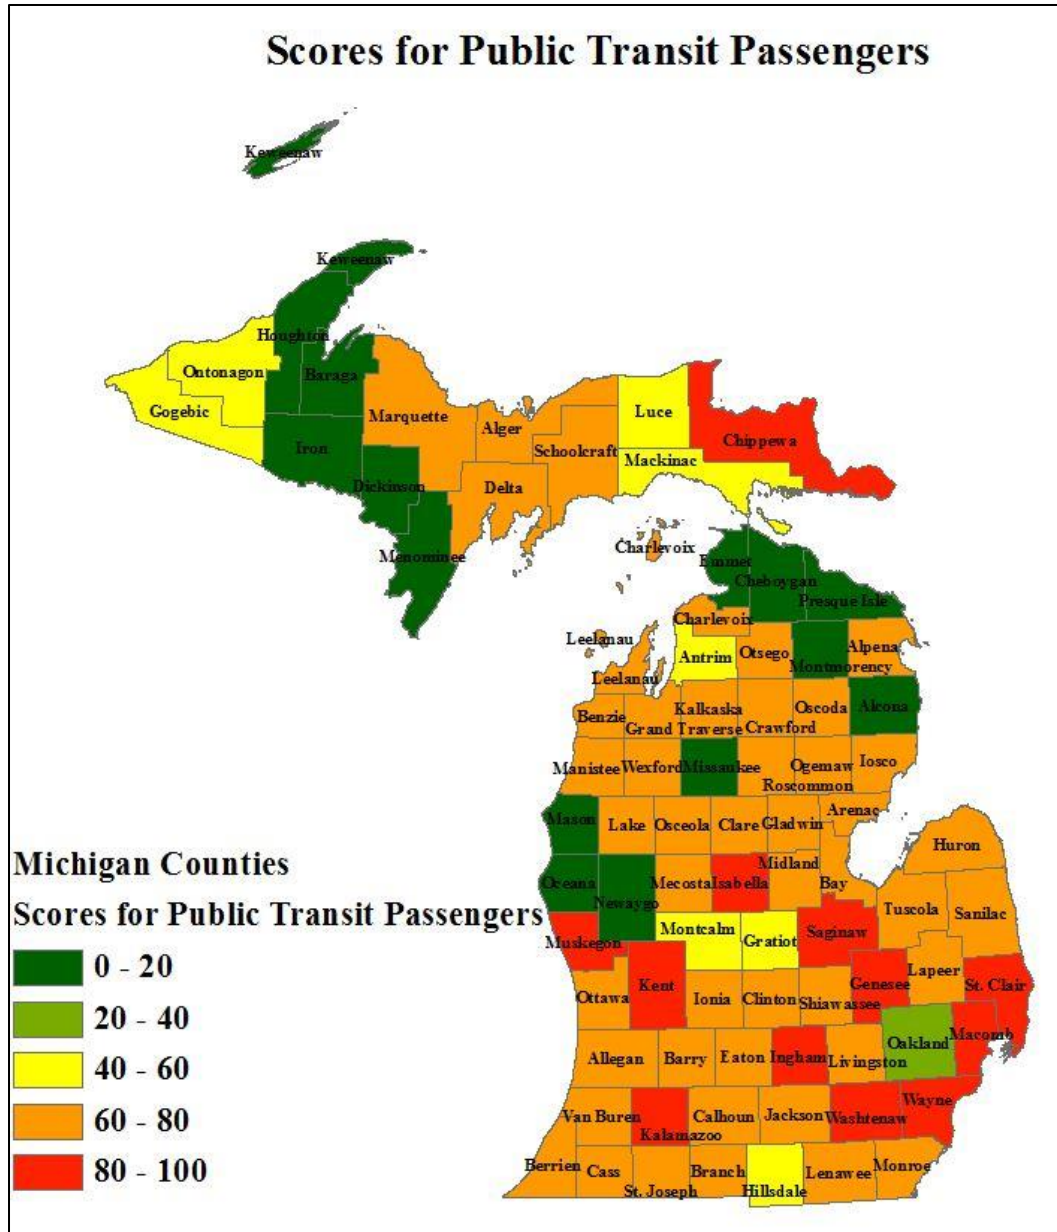 Scores for Public Transit Passengers
Keweenaw
Keweenaw
Houghton
Ontonagon
Baraga
Gogebic
Marquette
Alger
Luce
Chippewa
Iron
Schoolcraft
Mackinac
Dickinson
Delta
Menominee
Charlevoix
Emmet
Cheboygan
Presque Isle
Charlevoix
Leelanau
Antrim
Otsego
Montmorency
Alpena
Leelanau
Benzie
Grand Traverse
Kalkaska
Crawford
Oscoda
Alcona
Manistee
Wexford
Missaukee
Roscommon
Ogemaw
Iosco
Arenac
Mason
Lake
Osceola
Clare
Gladwin
Huron
Oceana
Newaygo
Mecosta
Isabella
Midland
Bay
Tuscola
Sanilac
Muskegon
Montcalm
Gratiot
Saginaw
Lapeer
Genesee
St. Clair
Ottawa
Kent
Ionia
Clinton
Shiawassee
Oakland
Macomb
Allegan
Barry
Eaton
Ingham
Livingston
Van Buren
Kalamazoo
Calhoun
Jackson
Washtenaw
Wayne
Berrien
Cass
St. Joseph
Branch
Hillsdale
Lenawee
Monroe
Michigan Counties
Scores for Public Transit Passengers
0 - 20
20 - 40
40 - 60
60 - 80
80 - 100